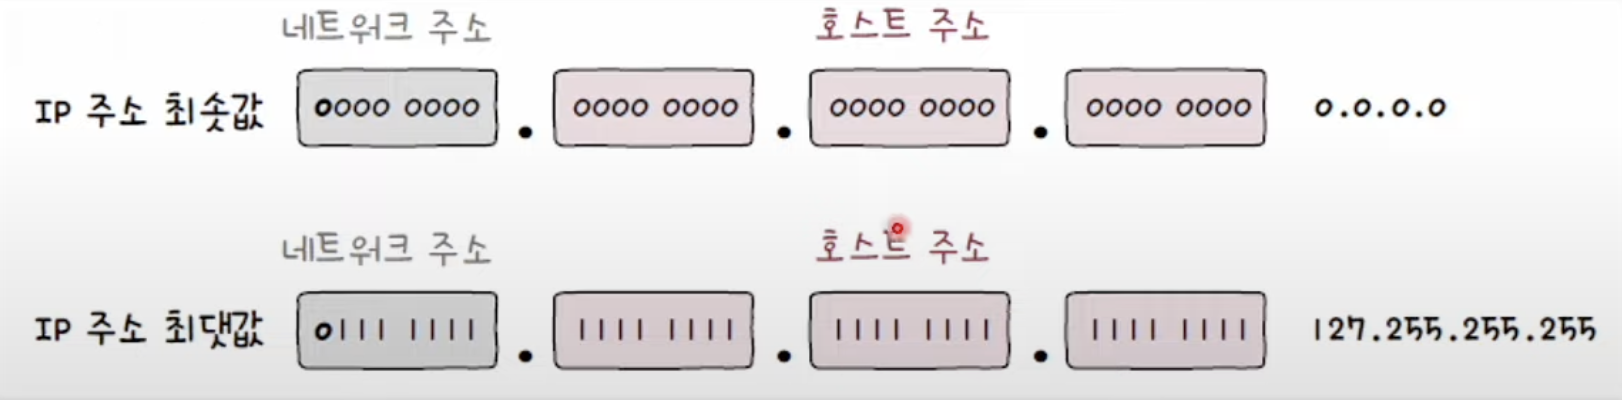 네트워크 주소 호스트 주소
IP 주소 최솟값 0000 0000 . 0000 0000 . 0000 0000 . 0000 0000 0.0.0.0
네트워크 주소 호스트 주소
IP 주소 최댓값 0111 1111 . 1111 1111 . 1111 1111 . 1111 1111 127.255.255.255